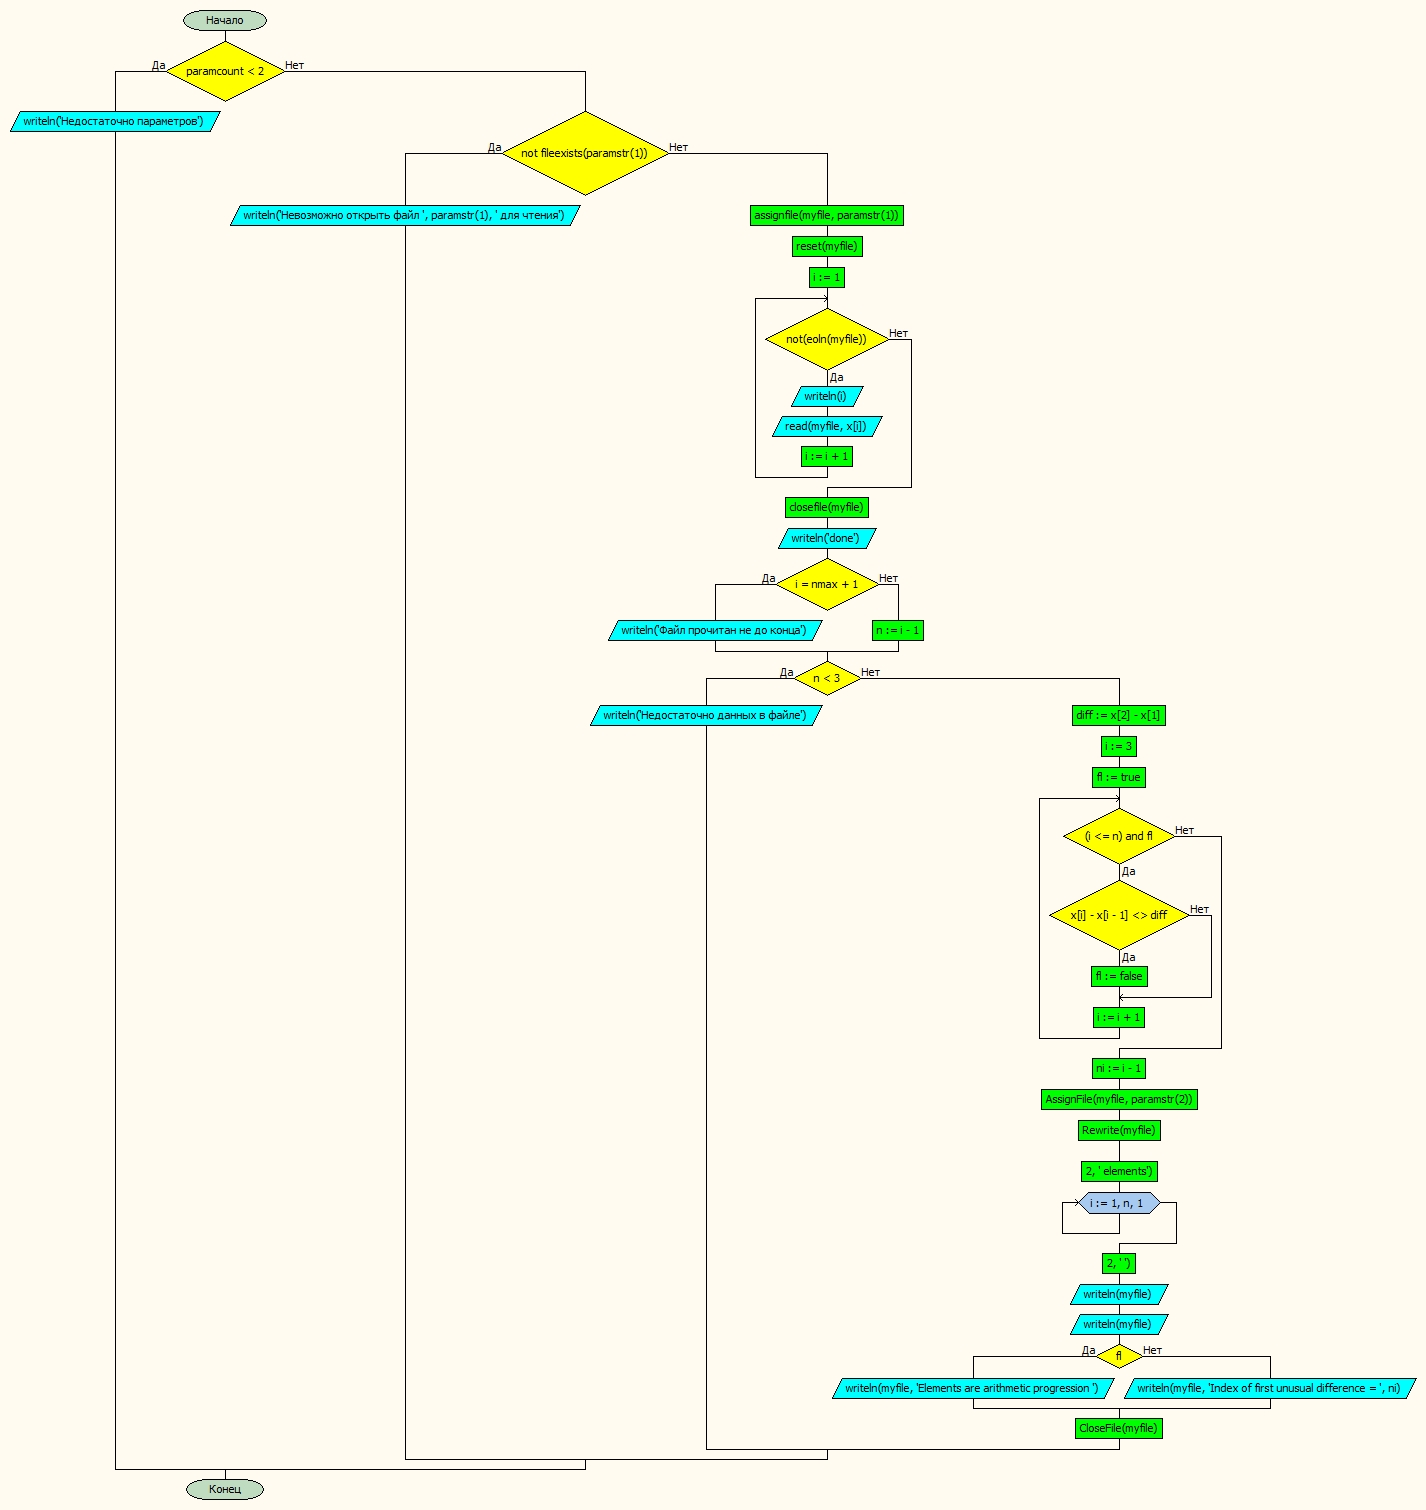 Начало
Да
Нет
paramcount < 2
writeln('Недостаточно параметров')
Да
Нет
not fileexists(paramstr(1))
writeln('Невозможно открыть файл ', paramstr(1), ' для чтения')
assignfile(myfile, paramstr(1))
reset(myfile)
i := 1
not(eoln(myfile))
Нет
Да
writeln(i)
read(myfile, x[i])
i := i + 1
closefile(myfile)
writeln('done')
Да
Нет
i = nmax + 1
writeln('Файл прочитан не до конца')
n := i - 1
Да
Нет
n < 3
writeln('Недостаточно данных в файле')
diff := x[2] - x[1]
i := 3
fl := true
(i <= n) and fl
Нет
Да
x[i] - x[i - 1] <> diff
Нет
Да
fl := false
i := i + 1
ni := i - 1
AssignFile(myfile, paramstr(2))
Rewrite(myfile)
2, ' elements')
i := 1, n, 1
2, ' ')
writeln(myfile)
writeln(myfile)
Да
Нет
fl
writeln(myfile, 'Elements are arithmetic progression ')
writeln(myfile, 'Index of first unusual difference = ', ni)
CloseFile(myfile)
Конец